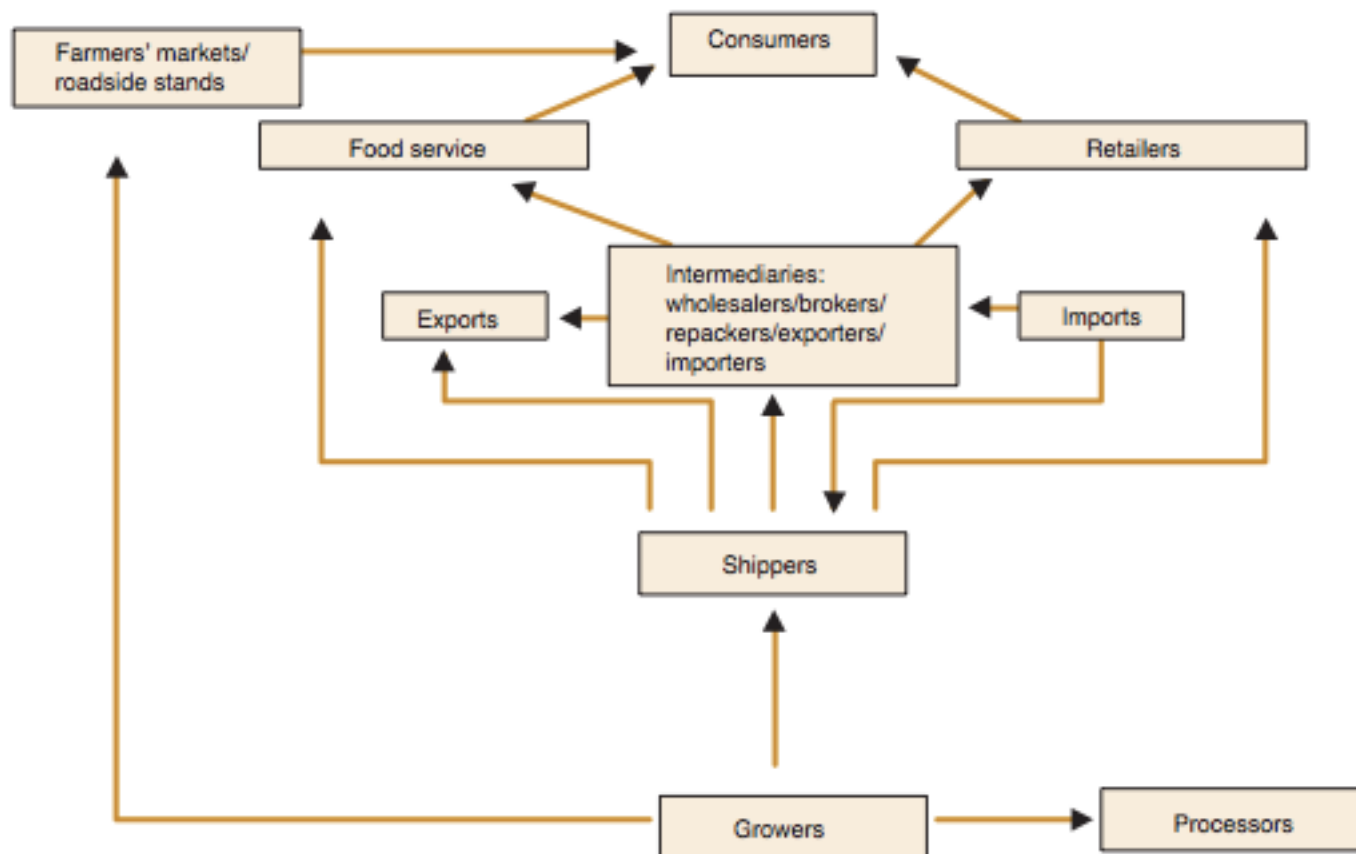 Consumers
Farmers' markets/
roadside stands
Food service
Retailers
Intermediaries:
wholesalers/brokers/
repackers/exporters/
importers
Exports
Imports
Shippers
Growers
Processors